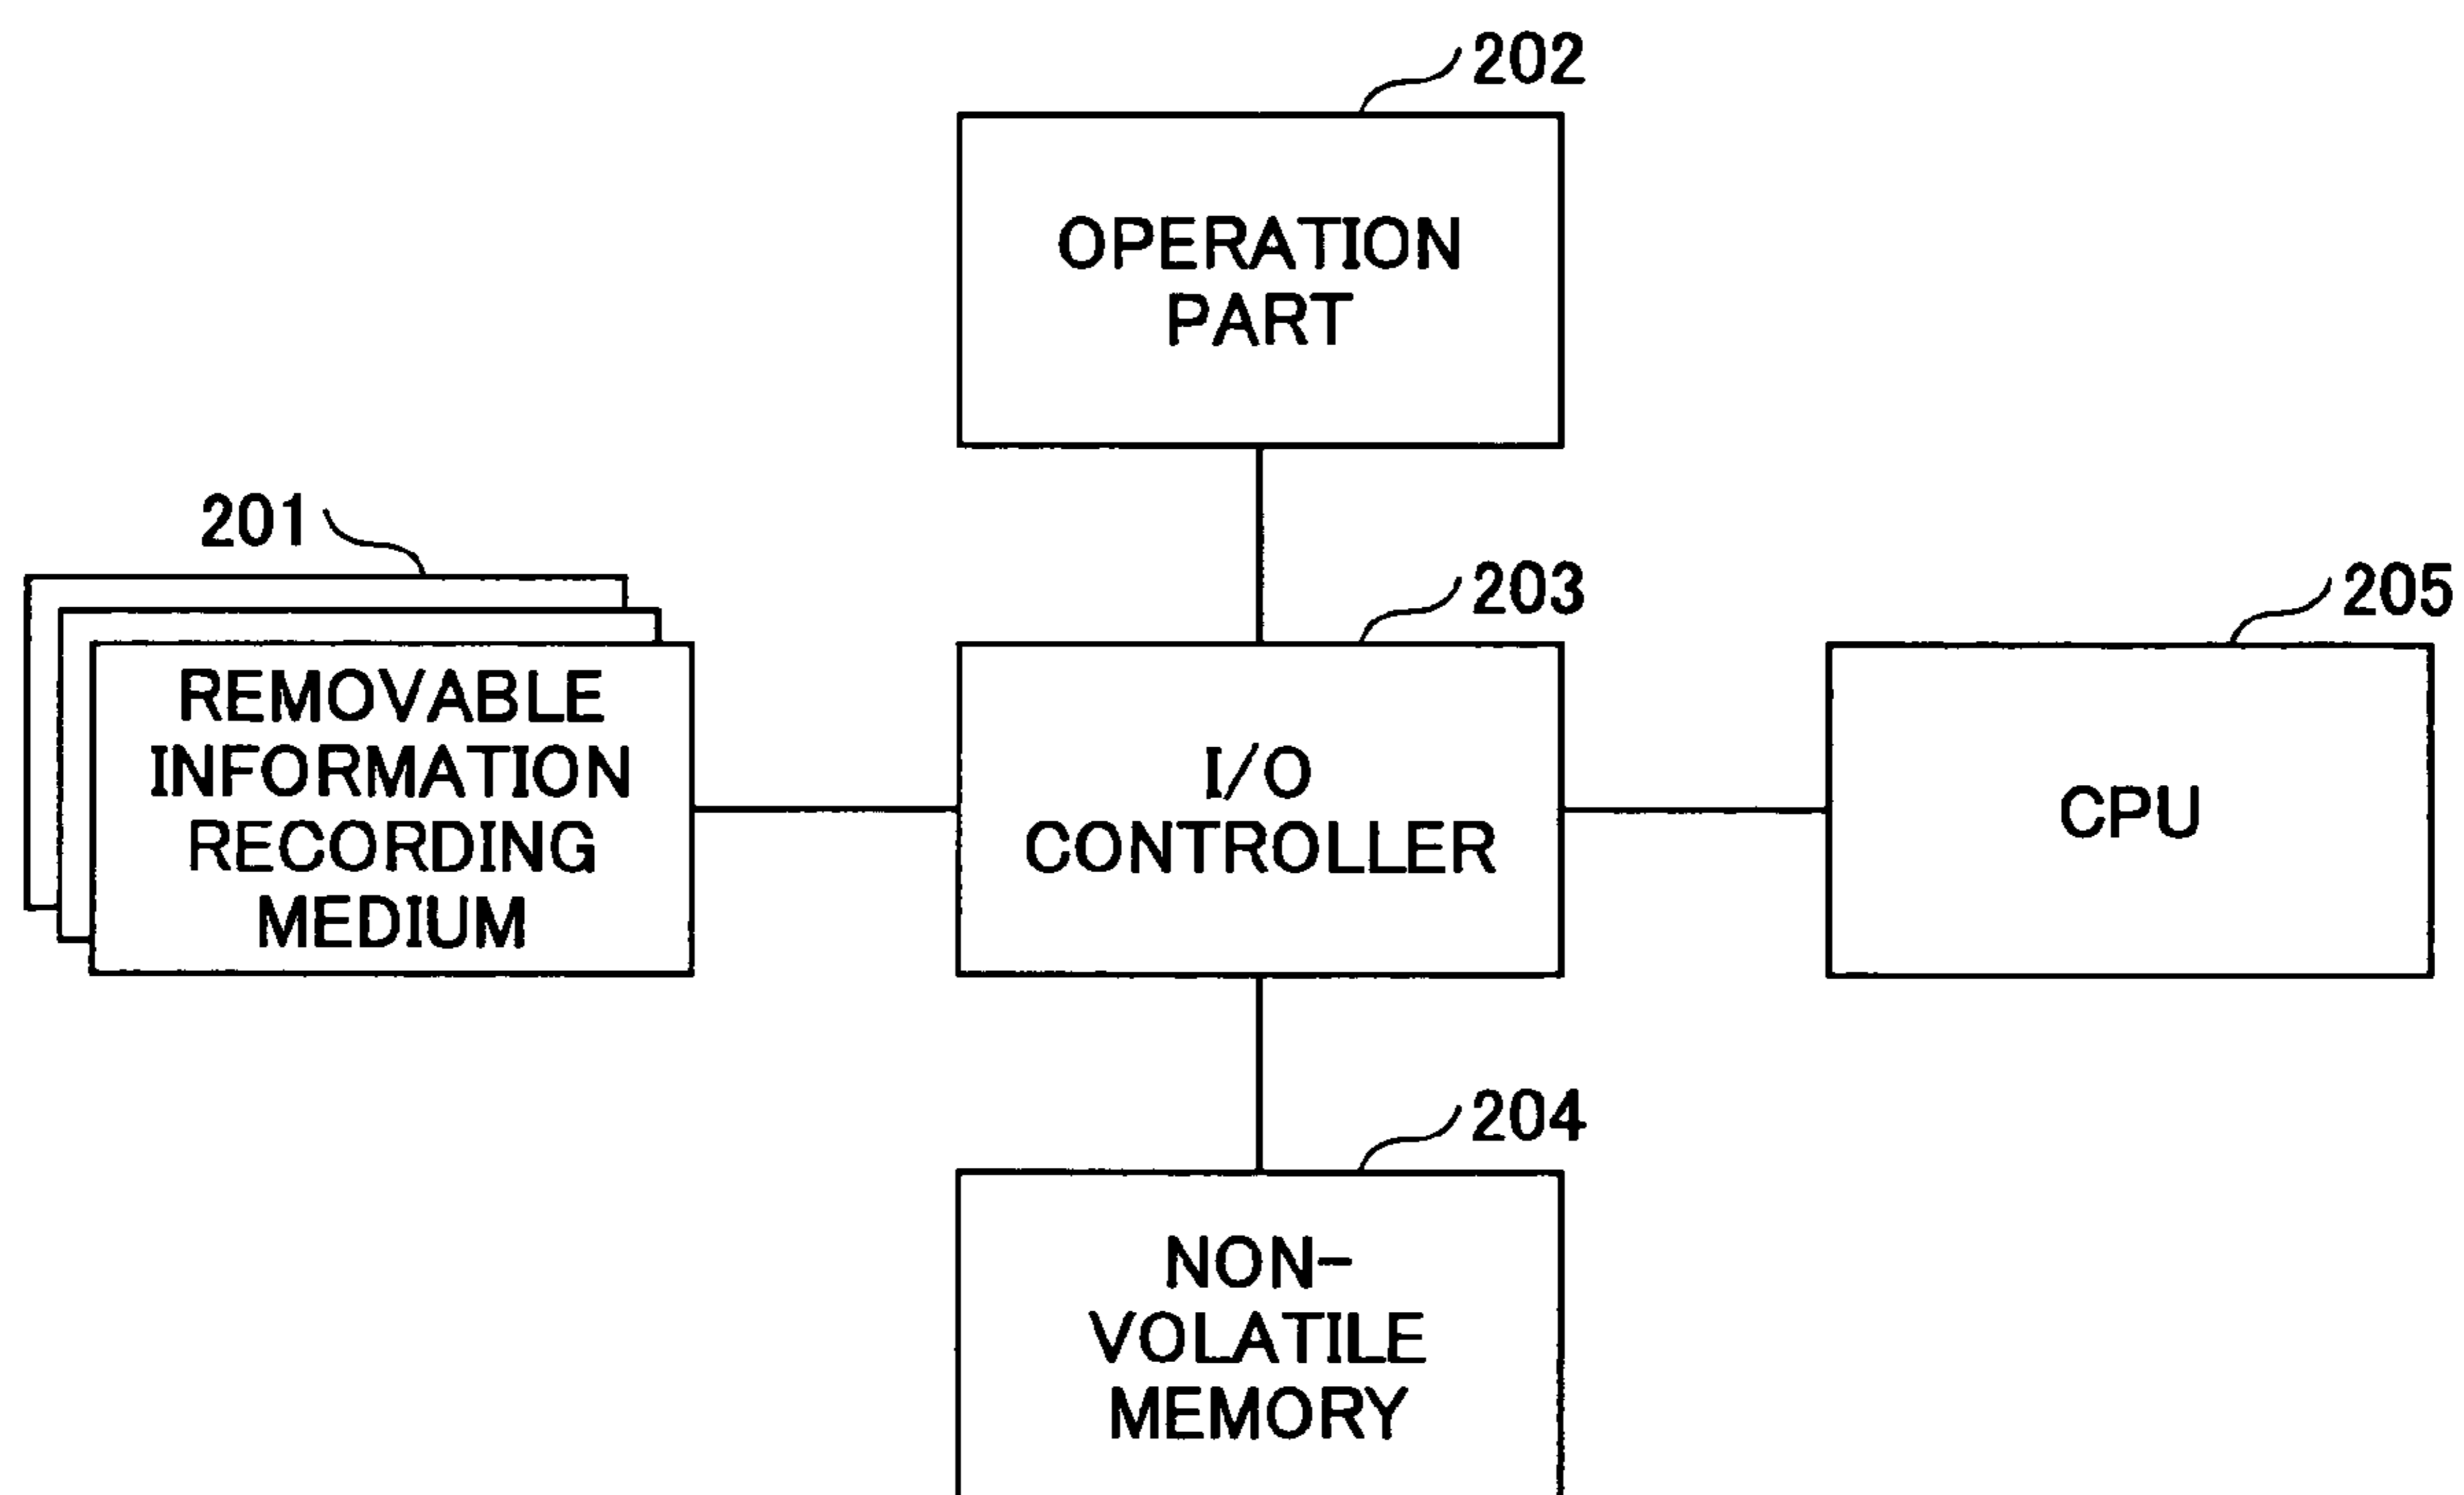 202
OPERATION
PART
201
203
205
REMOVABLE
INFORMATION
RECORDING
MEDIUM
I/O
CONTROLLER
CPU
204
NON-
VOLATILE
MEMORY